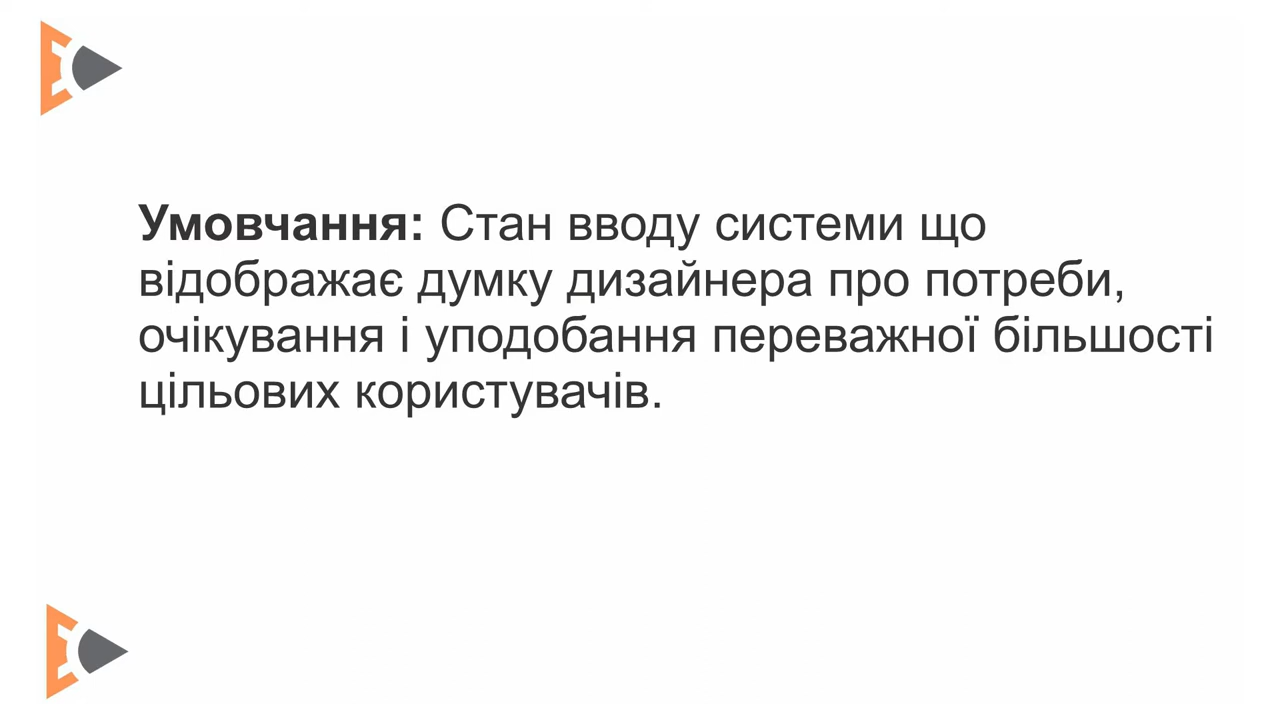 Умовчання: Стан вводу системи що
відображає думку дизайнера про потреби,
очікування і уподобання переважної більшості
цільових користувачів.